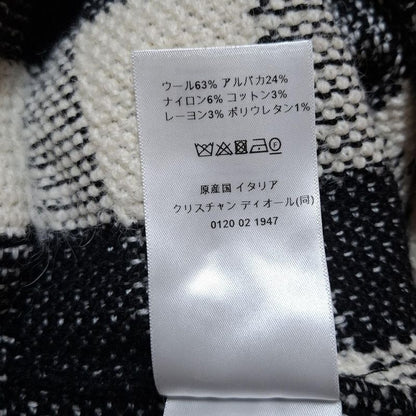 ウール63% アルパカ24%
ナイロン6% コットン3%
レーヨン3% ポリウレタン1%
原産国 イタリア
クリスチャン ディオール(同)
0120 02 1947